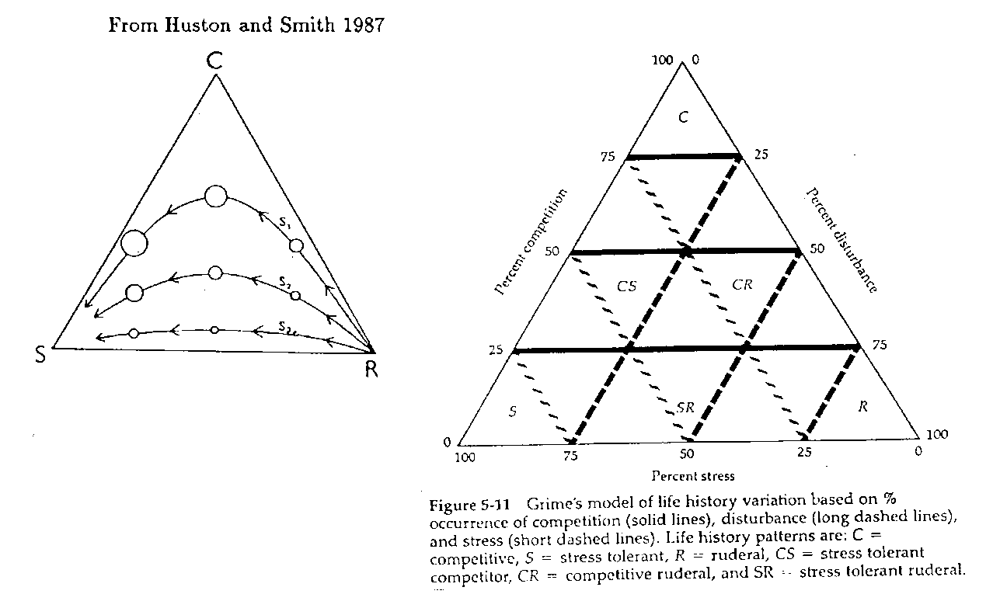 From Huston and Smith 1987
C
S₁
S₂
S
R
100 0
C
75 25
Percent competition
Percent disturbance
50 50
CS CR
25 75
S SR R
0 100
100 75 50 25 0
Percent stress
Figure 5-11 Grime's model of life history variation based on %
occurrence of competition (solid lines), disturbance (long dashed lines),
and stress (short dashed lines). Life history patterns are: C =
competitive, S = stress tolerant, R = ruderal, CS = stress tolerant
competitor, CR = competitive ruderal, and SR = stress tolerant ruderal.